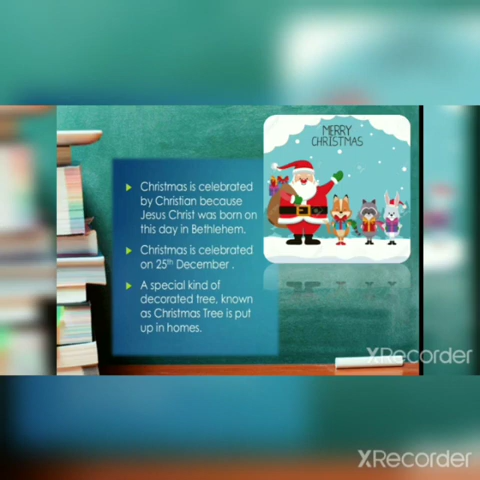 MERRY
CHRISTMAS
Christmas is celebrated
by Christian because
Jesus Christ was born on
this day in Bethlehem.
Christmas is celebrated
on 25th December .
A special kind of
decorated tree, known
as Christmas Tree is put
up in homes.
XRecorder
XRecorder